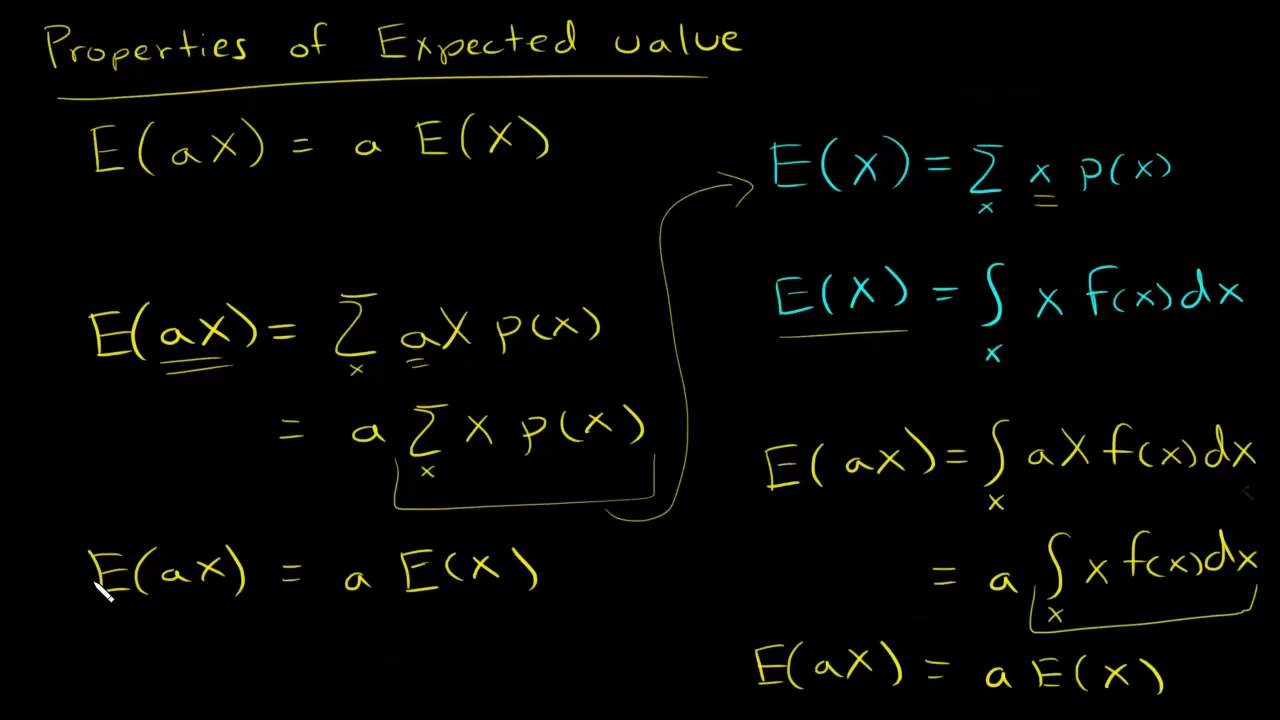 Properties of Expected value
E(aX) = a E(X)
E(aX) = ∑ₓ aX p(x)
= a ∑ₓ X p(x)
E(aX) = a E(X)
E(X) = ∑ₓ x p(x)
E(X) = ∫ₓ x f(x)dx
E(aX) = ∫ₓ aX f(x)dx
= a ∫ₓ x f(x)dx
E(aX) = a E(X)